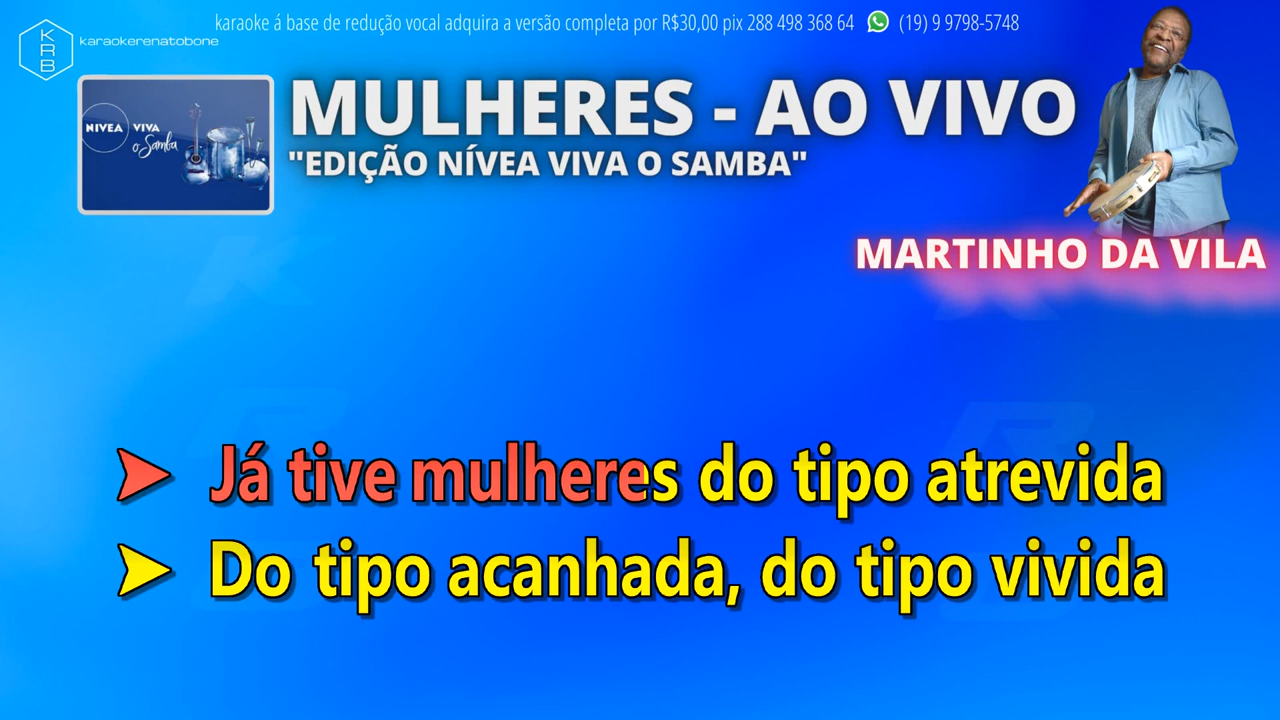 karaoke á base de redução vocal adquira a versão completa por R$30,00 pix 288 498 368 64 (19) 9 9798-5748
K
R
B
karaokerenatobone
MULHERES - AO VIVO
"EDIÇÃO NÍVEA VIVA O SAMBA"
NIVEA VIVA
o Samba
MARTINHO DA VILA
Já tive mulheres do tipo atrevida
Do tipo acanhada, do tipo vivida